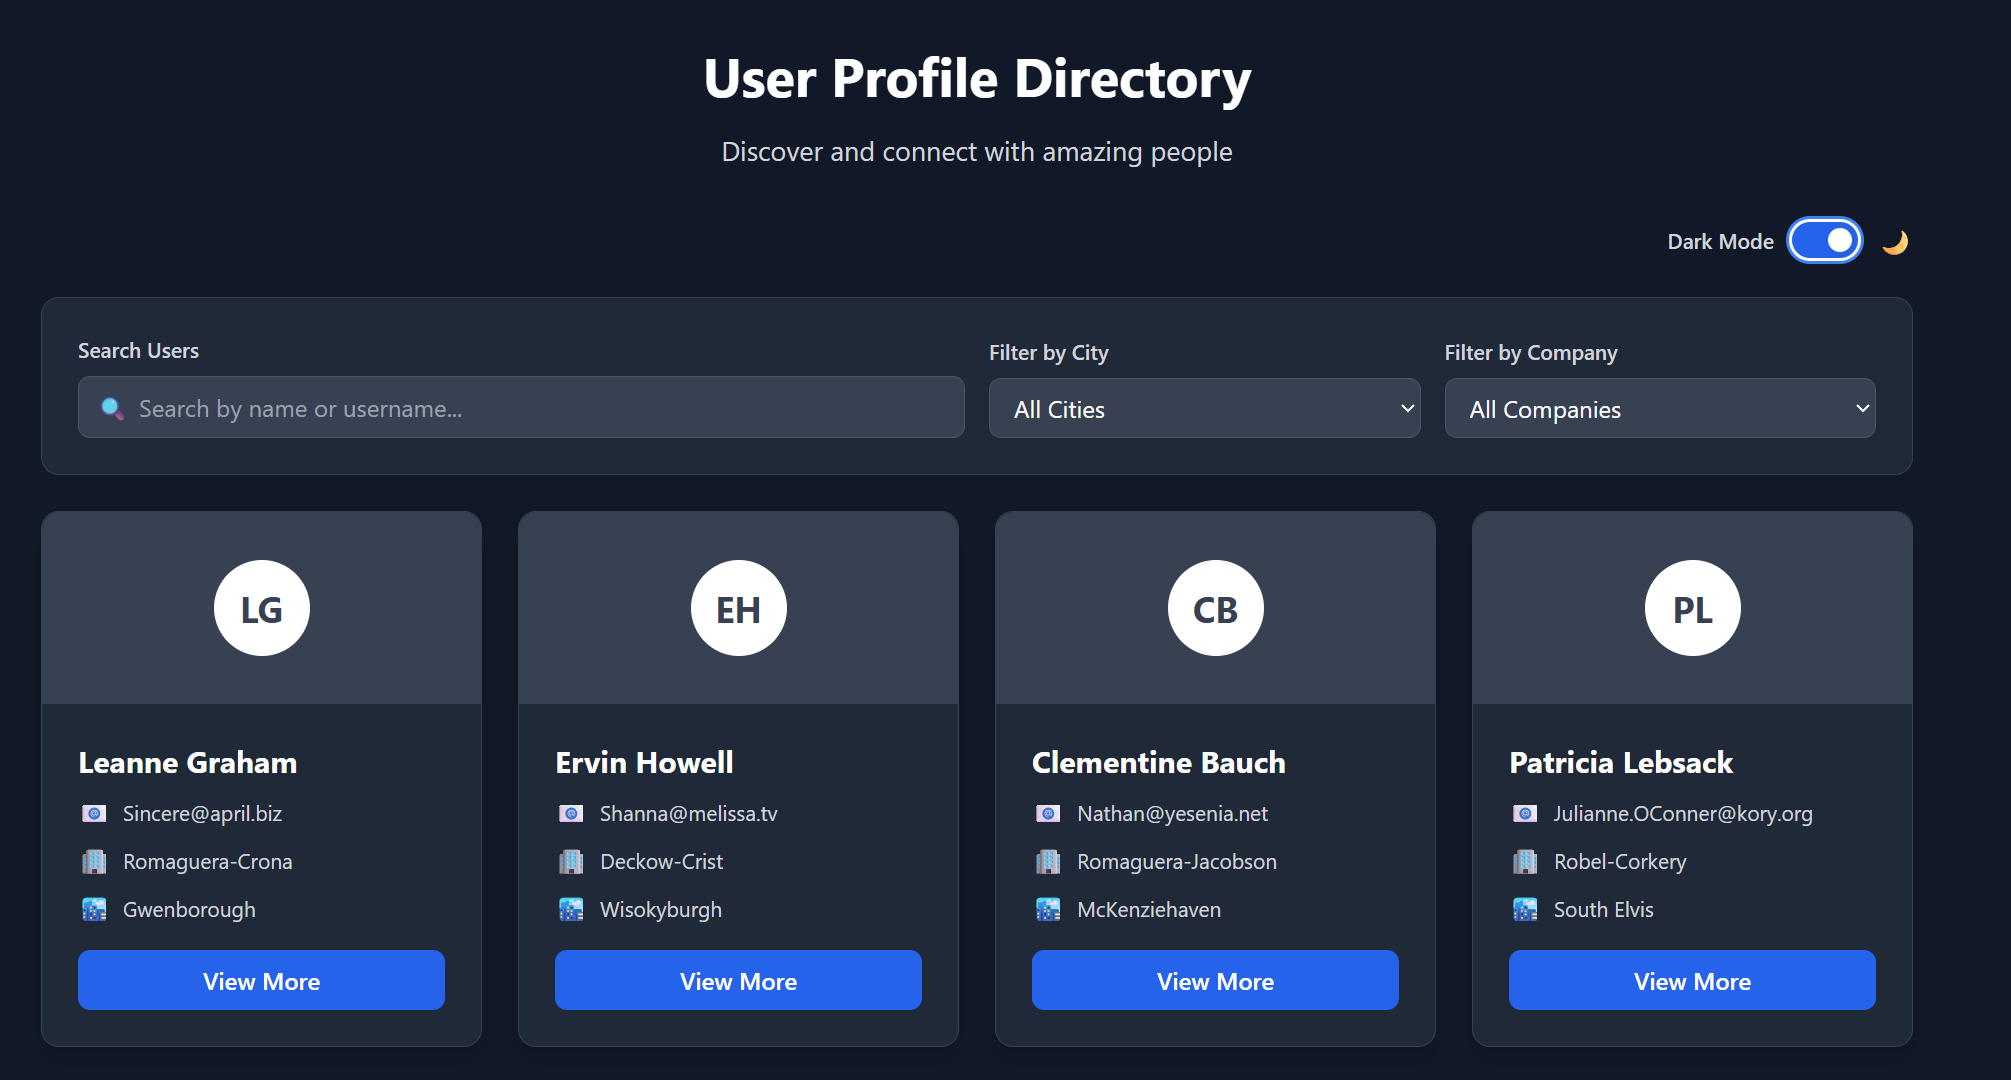 User Profile Directory
Discover and connect with amazing people
Dark Mode
Search Users
Search by name or username...
Filter by City
All Cities
Filter by Company
All Companies
LG
Leanne Graham
Sincere@april.biz
Romaguera-Crona
Gwenborough
View More
EH
Ervin Howell
Shanna@melissa.tv
Deckow-Crist
Wisokyburgh
View More
CB
Clementine Bauch
Nathan@yesenia.net
Romaguera-Jacobson
McKenziehaven
View More
PL
Patricia Lebsack
Julianne.OConner@kory.org
Robel-Corkery
South Elvis
View More